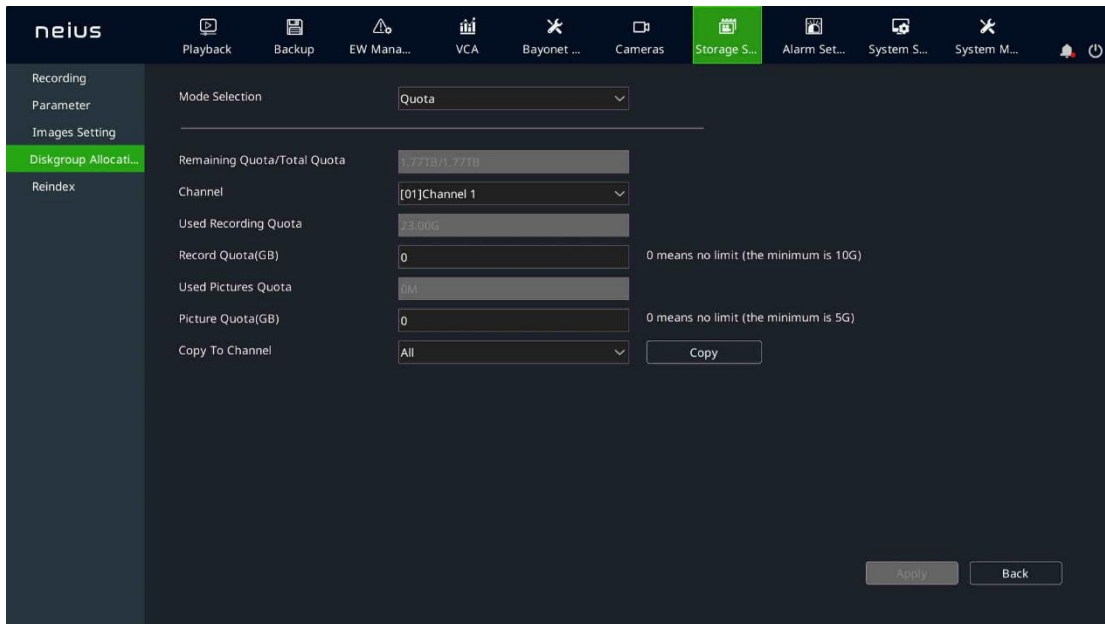 neius
Playback
Backup
EW Mana...
VCA
Bayonet ...
Cameras
Storage S...
Alarm Set...
System S...
System M...
Recording
Parameter
Images Setting
Diskgroup Allocati...
Reindex
Mode Selection Quota
Remaining Quota/Total Quota 1.77TB/1.77TB
Channel [01]Channel 1
Used Recording Quota 23.00G
Record Quota(GB) 0 0 means no limit (the minimum is 10G)
Used Pictures Quota 0M
Picture Quota(GB) 0 0 means no limit (the minimum is 5G)
Copy To Channel All Copy
Apply Back